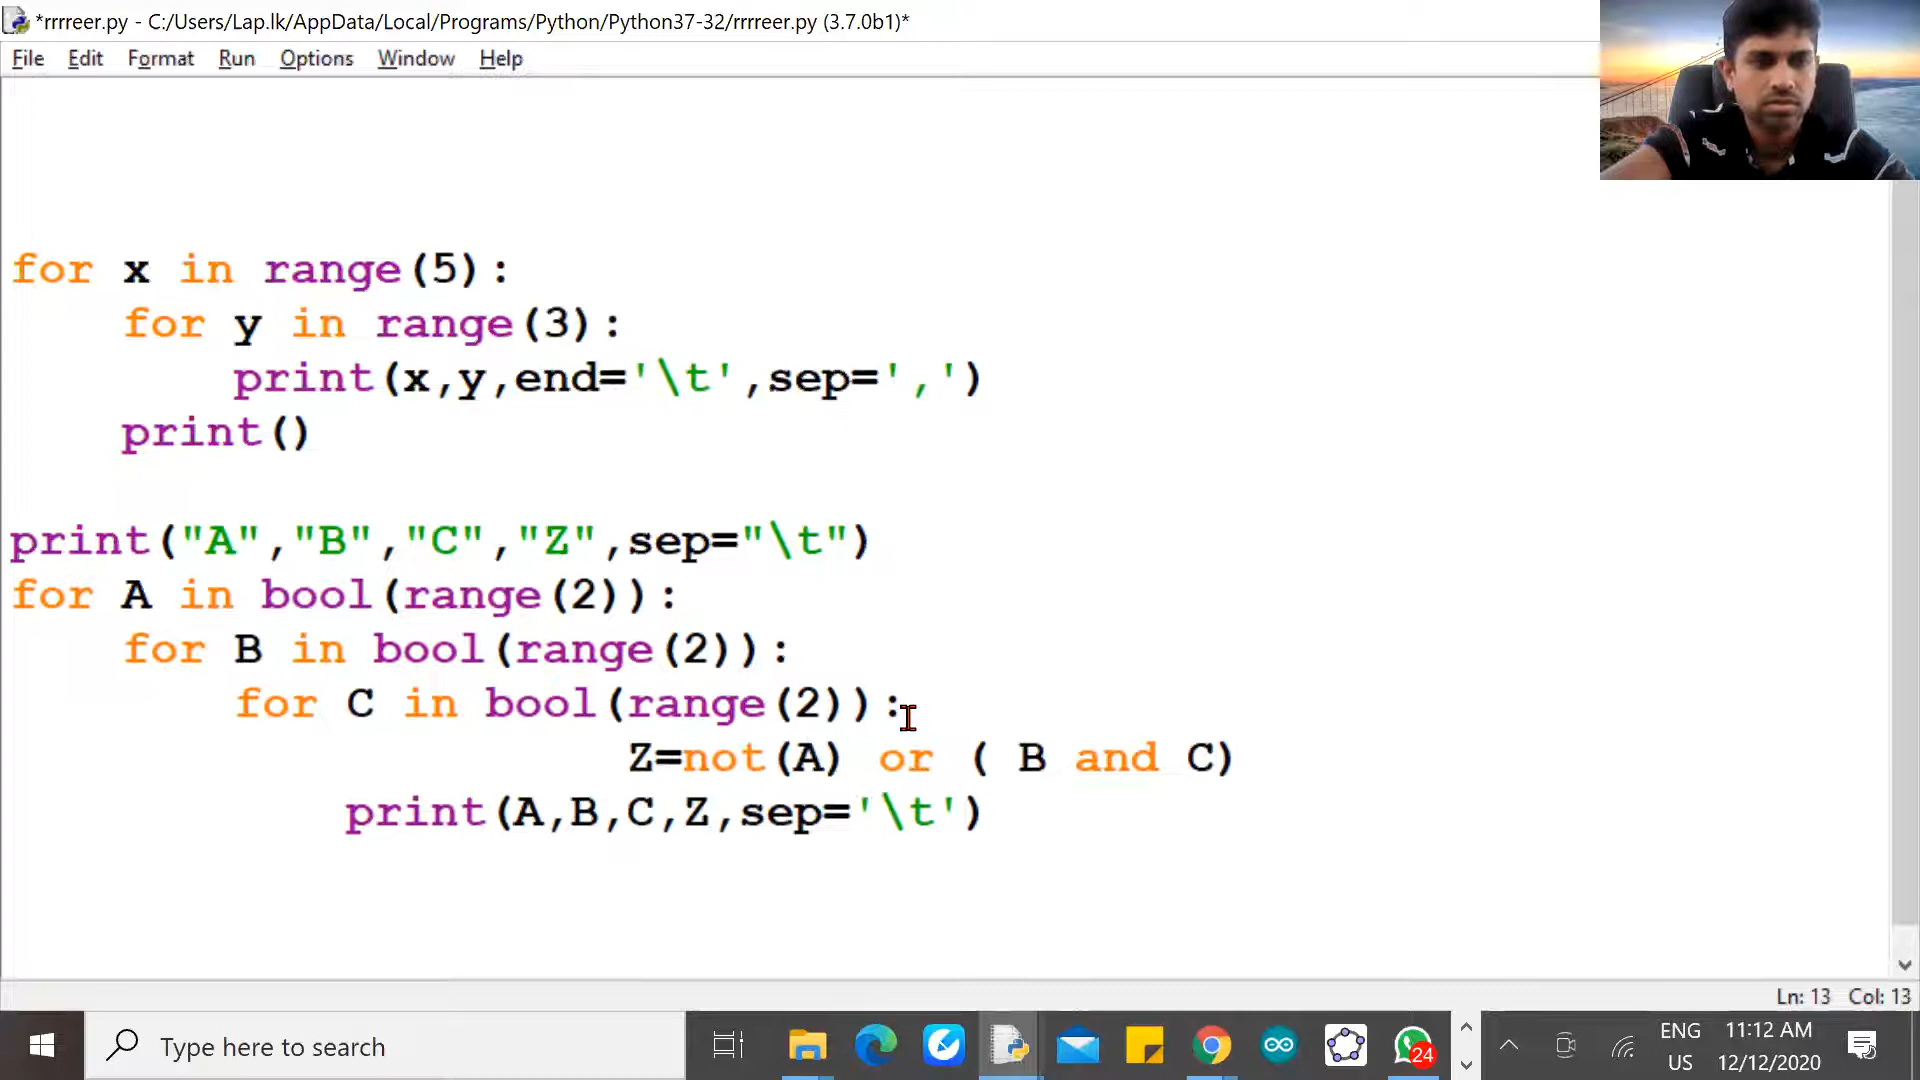 *rrrreer.py - C:/Users/Lap.lk/AppData/Local/Programs/Python/Python37-32/rrrreer.py (3.7.0b1)*
File Edit Format Run Options Window Help
for x in range(5):
    for y in range(3):
        print(x,y,end='\t',sep=',')
    print()
print("A","B","C","Z",sep="\t")
for A in bool(range(2)):
    for B in bool(range(2)):
        for C in bool(range(2)):
                      Z=not(A) or ( B and C)
            print(A,B,C,Z,sep='\t')
Ln: 13 Col: 13
Type here to search
24
ENG 11:12 AM
US 12/12/2020